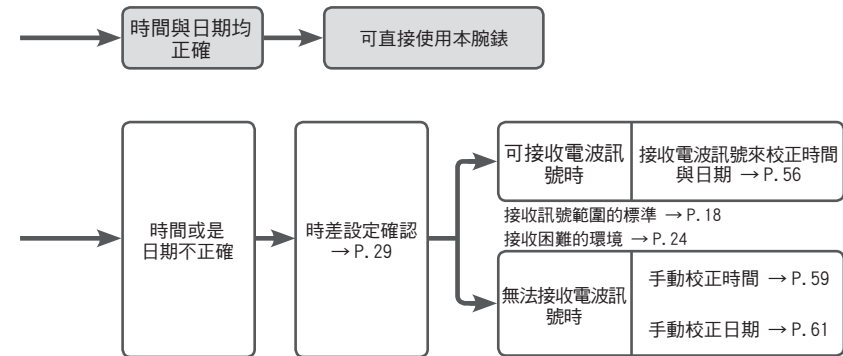 時間與日期均
正確
可直接使用本腕錶
時間或是
日期不正確
時差設定確認
→P.29
可接收電波訊
號時
接收電波訊號來校正時間
與日期 →P.56
接收訊號範圍的標準 →P.18
接收困難的環境 →P.24
無法接收電波訊
號時
手動校正時間 →P.59
手動校正日期 →P.61